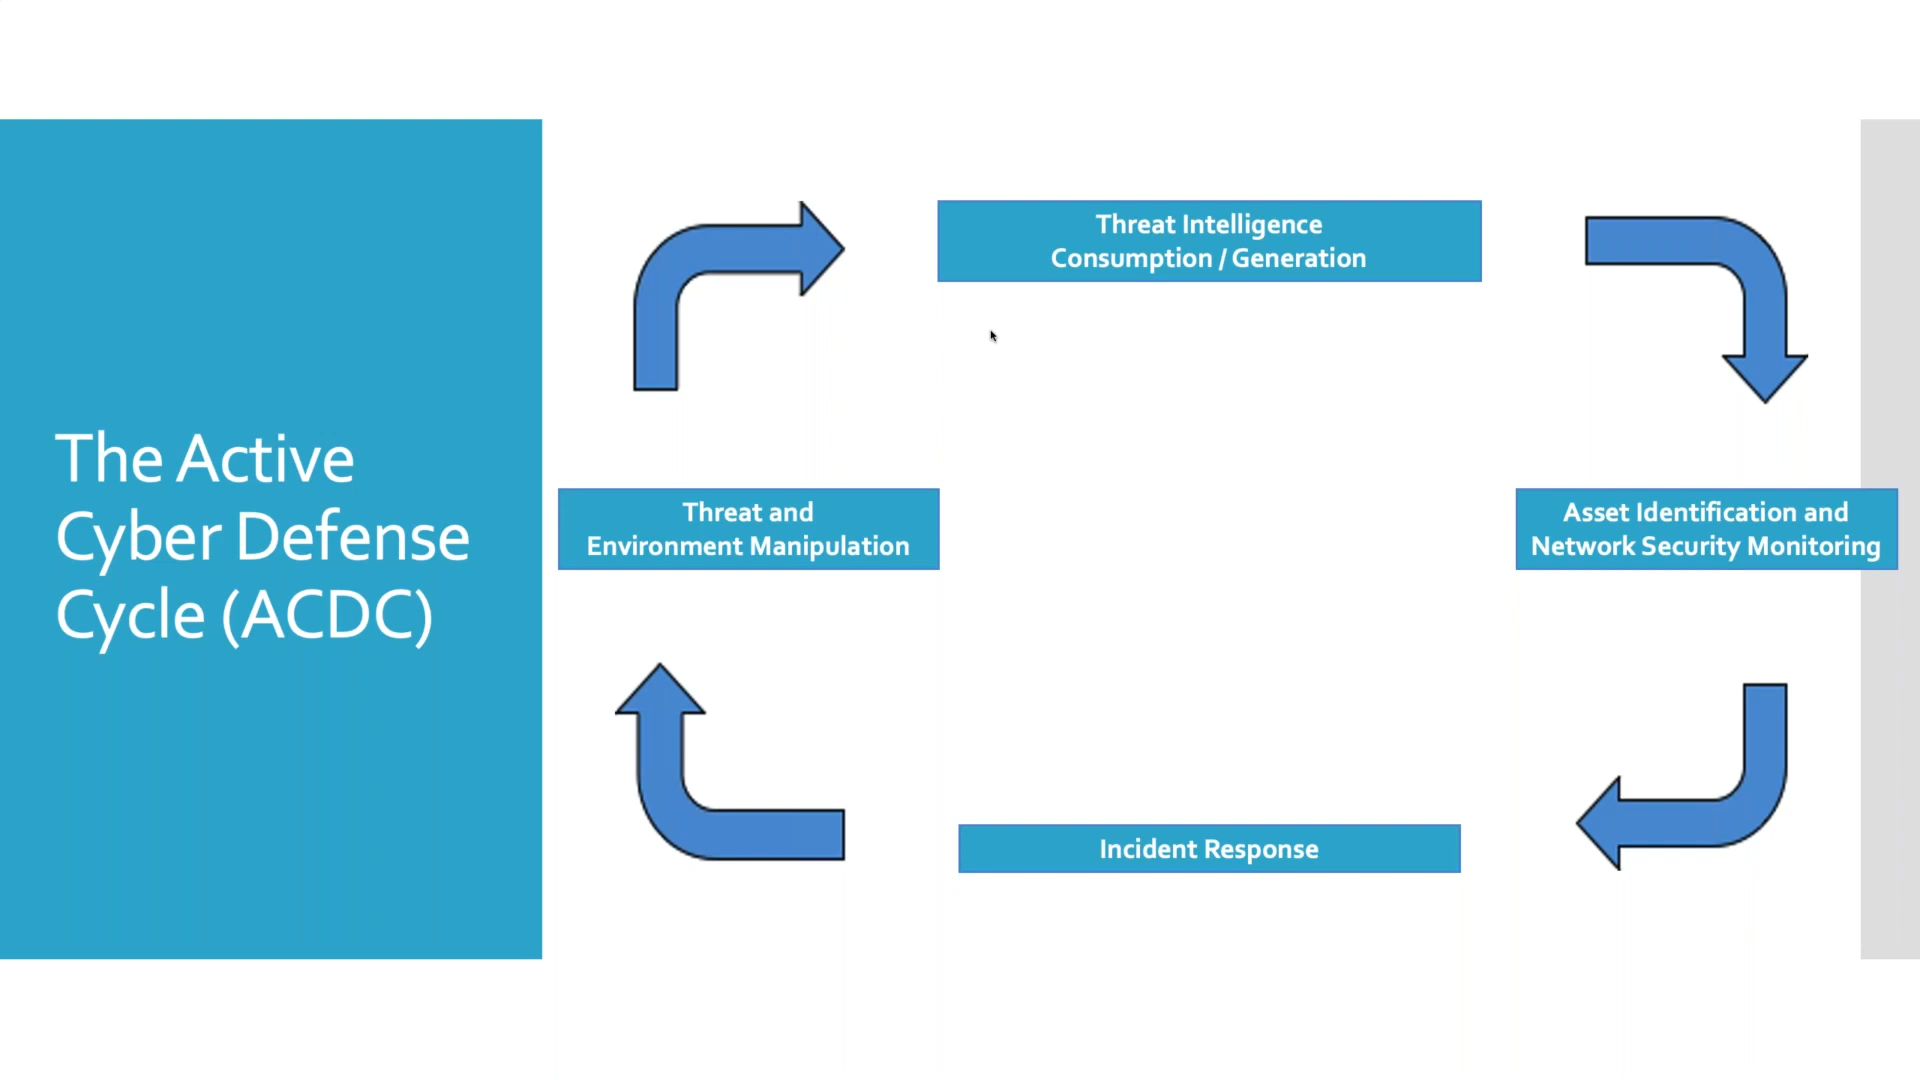 The Active
Cyber Defense
Cycle (ACDC)
Threat Intelligence
Consumption / Generation
Threat and
Environment Manipulation
Asset Identification and
Network Security Monitoring
Incident Response